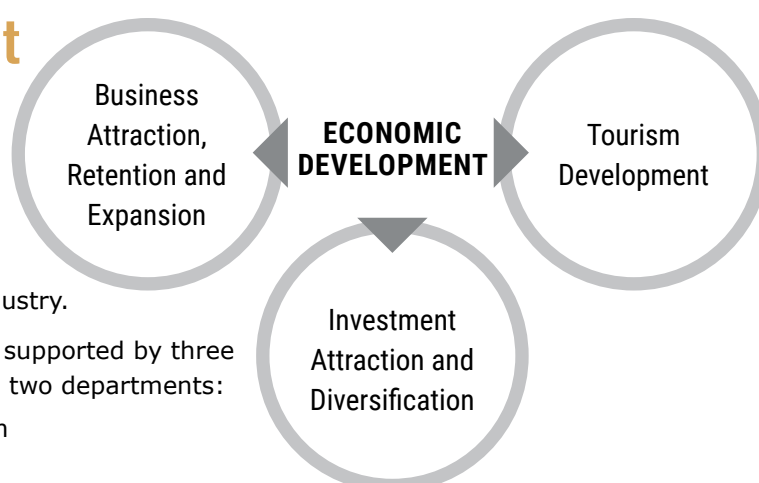 t
Business
Attraction,
Retention and
Expansion
ECONOMIC
DEVELOPMENT
Tourism
Development
Investment
Attraction and
Diversification
ustry.
supported by three
two departments:
n